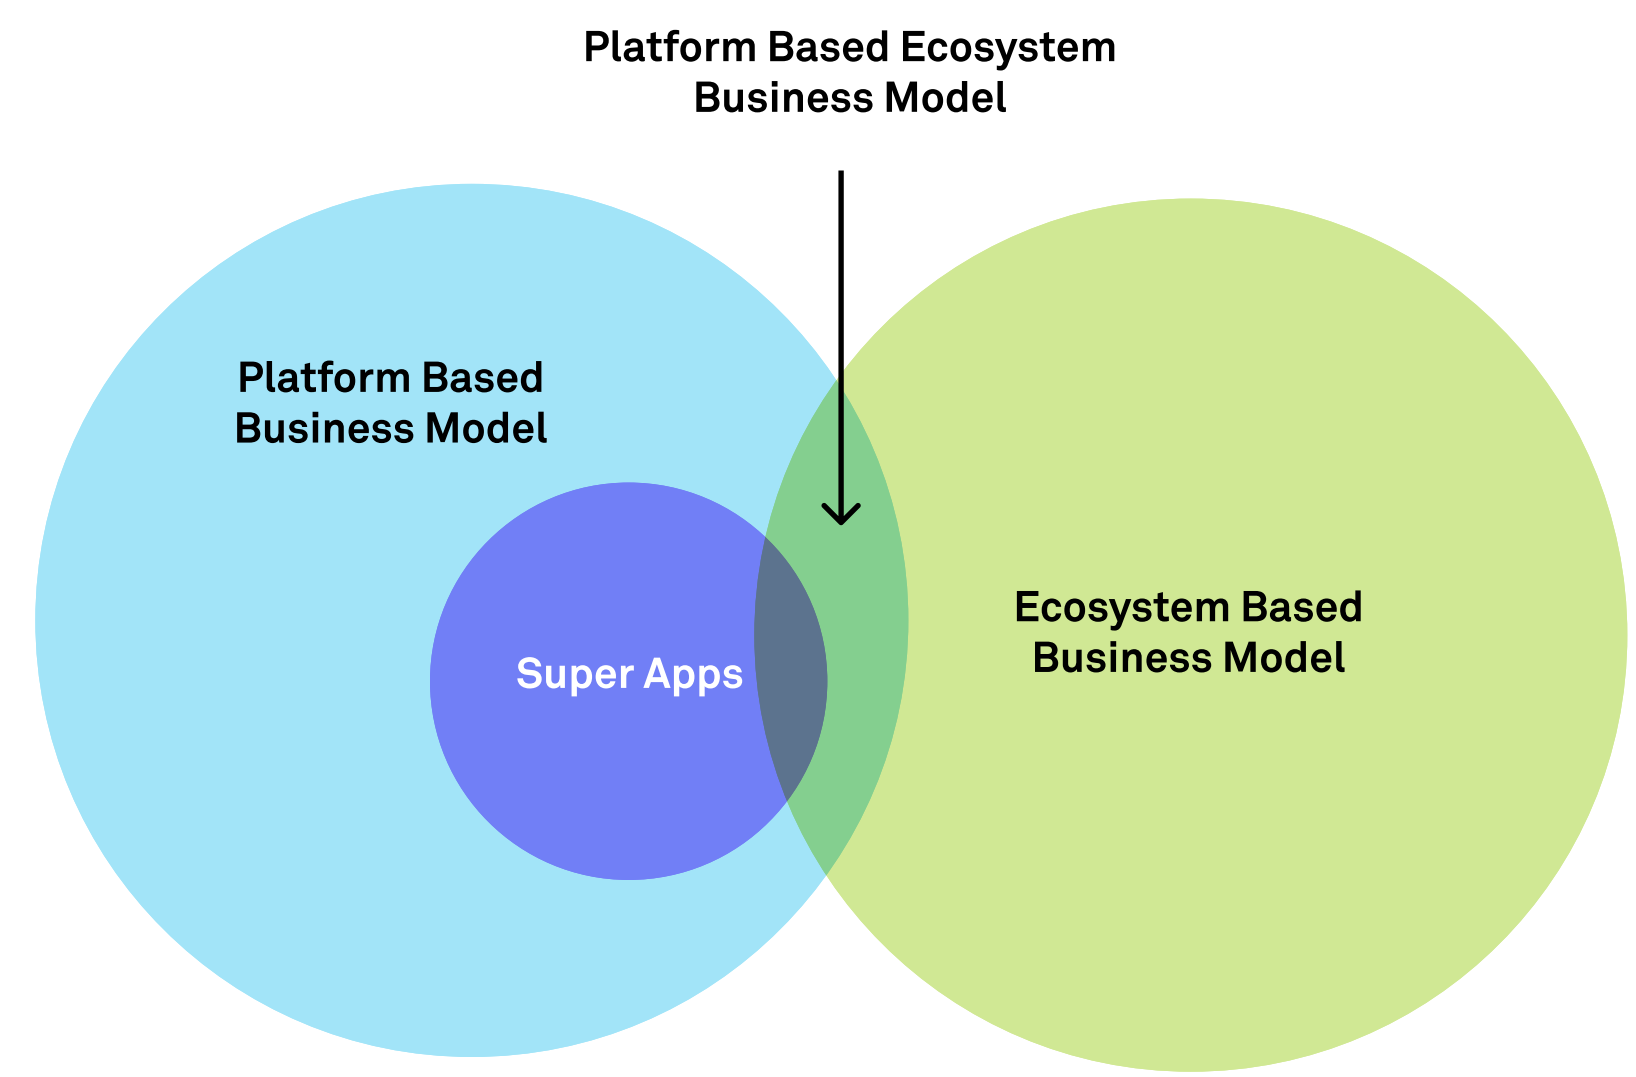 Platform Based Ecosystem
Business Model
Platform Based
Business Model
Super Apps
Ecosystem Based
Business Model